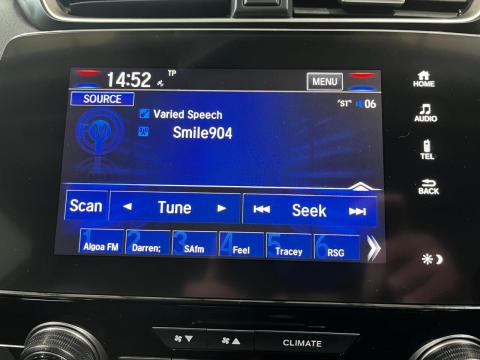 14:52 TP MENU
SOURCE "ST" 06
Varied Speech
Smile904
Scan Tune Seek
1 2 3 4 5 6
Algoa FM Darren; SAfm Feel Tracey RSG
HOME
AUDIO
TEL
BACK
CLIMATE